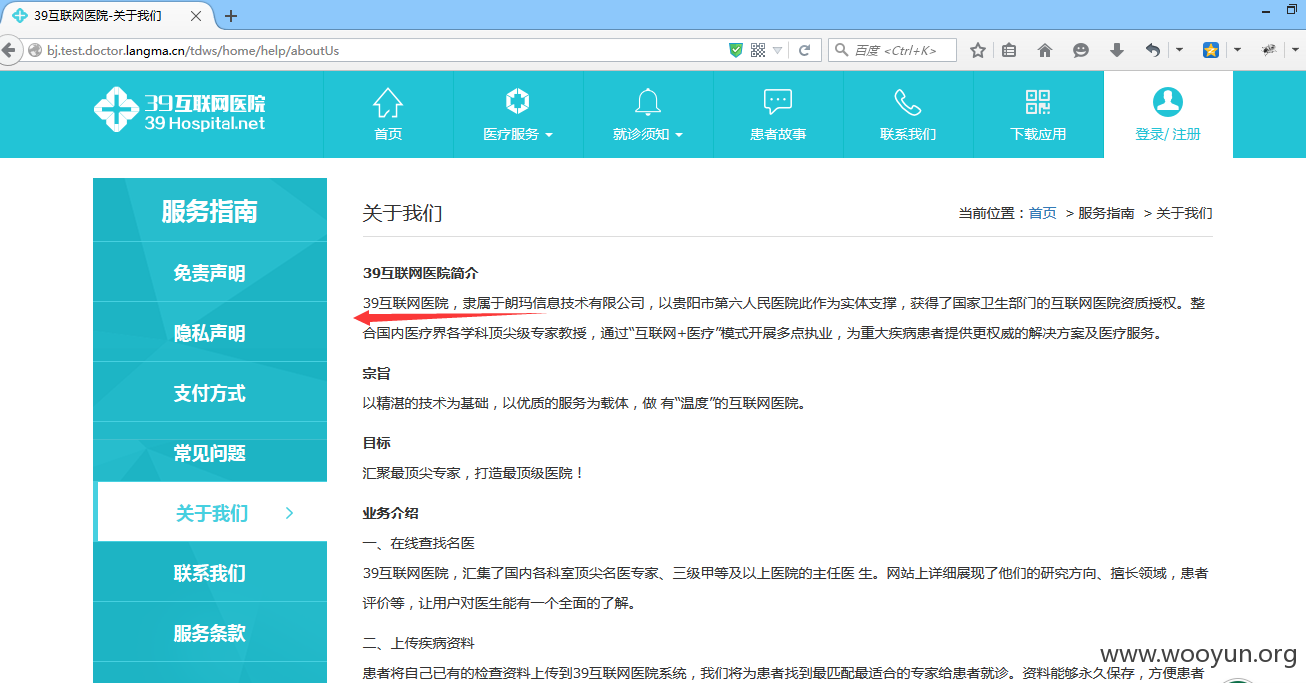 39互联网医院-关于我们
bj.test.doctor.langma.cn/tdws/home/help/aboutUs
百度 <Ctrl+K>
39互联网医院
39 Hospital.net
首页
医疗服务
就诊须知
患者故事
联系我们
下载应用
登录/ 注册
服务指南
免责声明
隐私声明
支付方式
常见问题
关于我们
联系我们
服务条款
关于我们
当前位置：首页 > 服务指南 > 关于我们
39互联网医院简介
39互联网医院，隶属于朗玛信息技术有限公司，以贵阳市第六人民医院此作为实体支撑，获得了国家卫生部门的互联网医院资质授权。整
合国内医疗界各学科顶尖级专家教授，通过“互联网+医疗”模式开展多点执业，为重大疾病患者提供更权威的解决方案及医疗服务。
宗旨
以精湛的技术为基础，以优质的服务为载体，做 有“温度”的互联网医院。
目标
汇聚最顶尖专家，打造最顶级医院！
业务介绍
一、在线查找名医
39互联网医院，汇集了国内各科室顶尖名医专家、三级甲等及以上医院的主任医 生。网站上详细展现了他们的研究方向、擅长领域，患者
评价等，让用户对医生能有一个全面的了解。
二、上传疾病资料
患者将自己已有的检查资料上传到39互联网医院系统，我们将为患者找到最匹配最适合的专家给患者就诊。资料能够永久保存，方便患者
www.wooyun.org